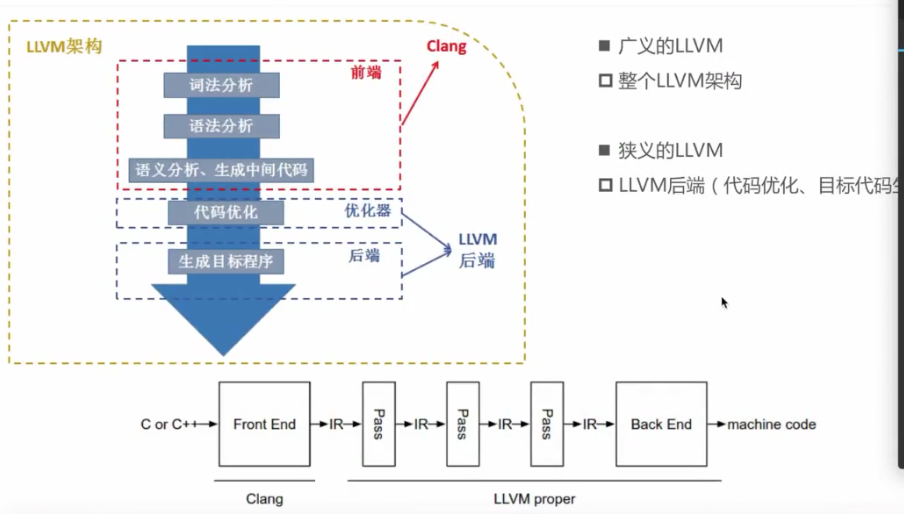 LLVM架构
前端
Clang
词法分析
语法分析
语义分析、生成中间代码
代码优化
优化器
生成目标程序
后端
LLVM
后端
■ 广义的LLVM
整个LLVM架构
■ 狭义的LLVM
LLVM后端（代码优化、目标代码
C or C++
Front End
IR
Pass
IR
Pass
IR
Pass
IR
Back End
machine code
Clang
LLVM proper